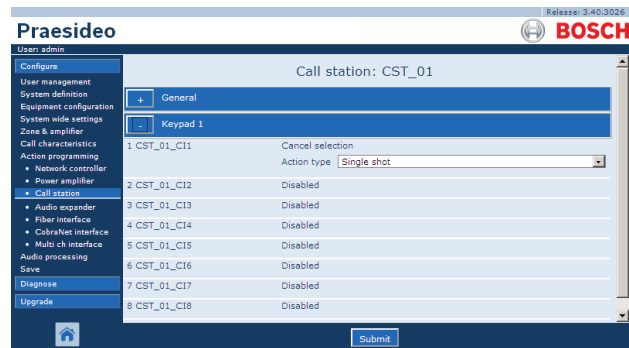 Release: 3.40.3026
Praesideo
BOSCH
User: admin
Configure
User management
System definition
Equipment configuration
System wide settings
Zone & amplifier
Call characteristics
Action programming
• Network controller
• Power amplifier
• Call station
• Audio expander
• Fiber interface
• CobraNet interface
• Multi ch interface
Audio processing
Save
Diagnose
Upgrade
Call station: CST_01
+ General
- Keypad 1
1 CST_01_CI1 Cancel selection
Action type Single shot
2 CST_01_CI2 Disabled
3 CST_01_CI3 Disabled
4 CST_01_CI4 Disabled
5 CST_01_CI5 Disabled
6 CST_01_CI6 Disabled
7 CST_01_CI7 Disabled
8 CST_01_CI8 Disabled
Submit